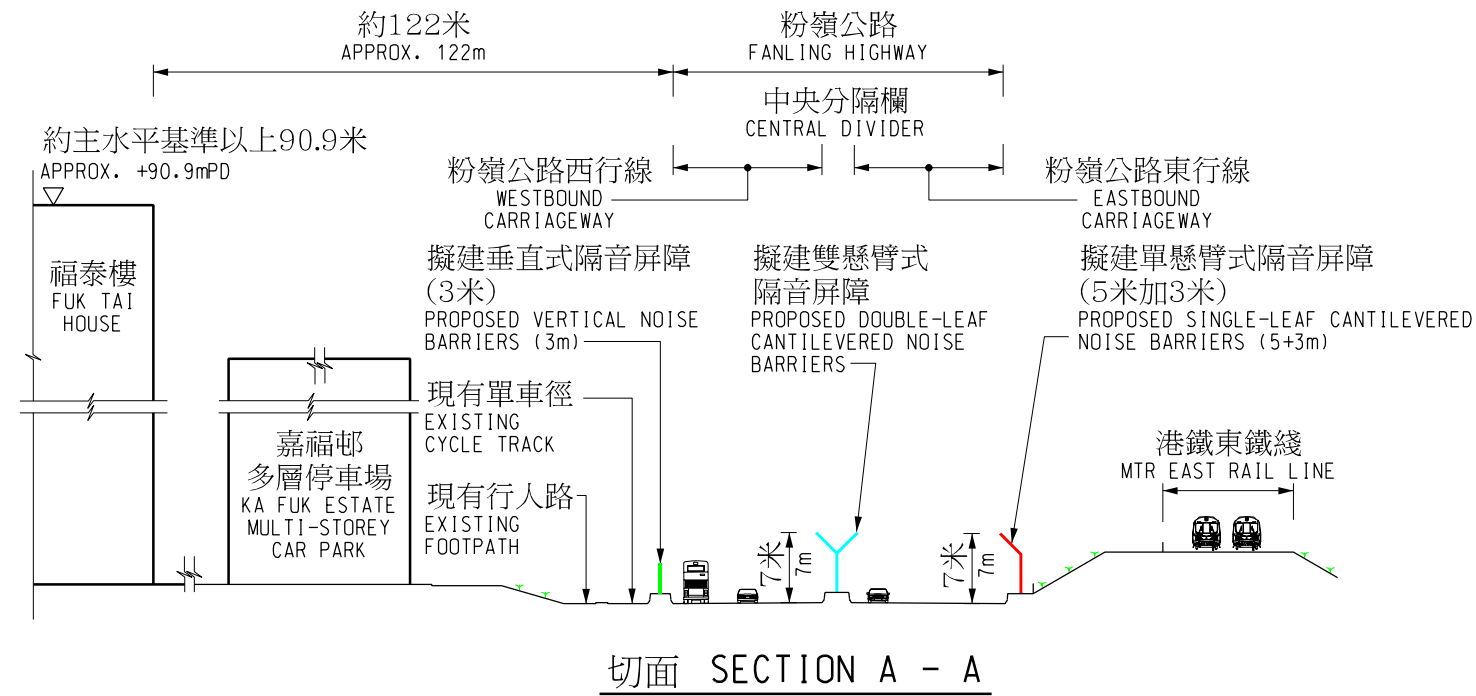 約122米
APPROX. 122m
粉嶺公路
FANLING HIGHWAY
中央分隔欄
CENTRAL DIVIDER
約主水平基準以上90.9米
APPROX. +90.9mPD
粉嶺公路西行線
WESTBOUND
CARRIAGEWAY
粉嶺公路東行線
EASTBOUND
CARRIAGEWAY
福泰樓
FUK TAI
HOUSE
擬建垂直式隔音屏障
(3米)
PROPOSED VERTICAL NOISE
BARRIERS (3m)
擬建雙懸臂式
隔音屏障
PROPOSED DOUBLE-LEAF
CANTILEVERED NOISE
BARRIERS
擬建單懸臂式隔音屏障
(5米加3米)
PROPOSED SINGLE-LEAF CANTILEVERED
NOISE BARRIERS (5+3m)
現有單車徑
EXISTING
CYCLE TRACK
嘉福邨
多層停車場
KA FUK ESTATE
MULTI-STOREY
CAR PARK
現有行人路
EXISTING
FOOTPATH
港鐵東鐵綫
MTR EAST RAIL LINE
7米
7m
7米
7m
切面 SECTION A - A